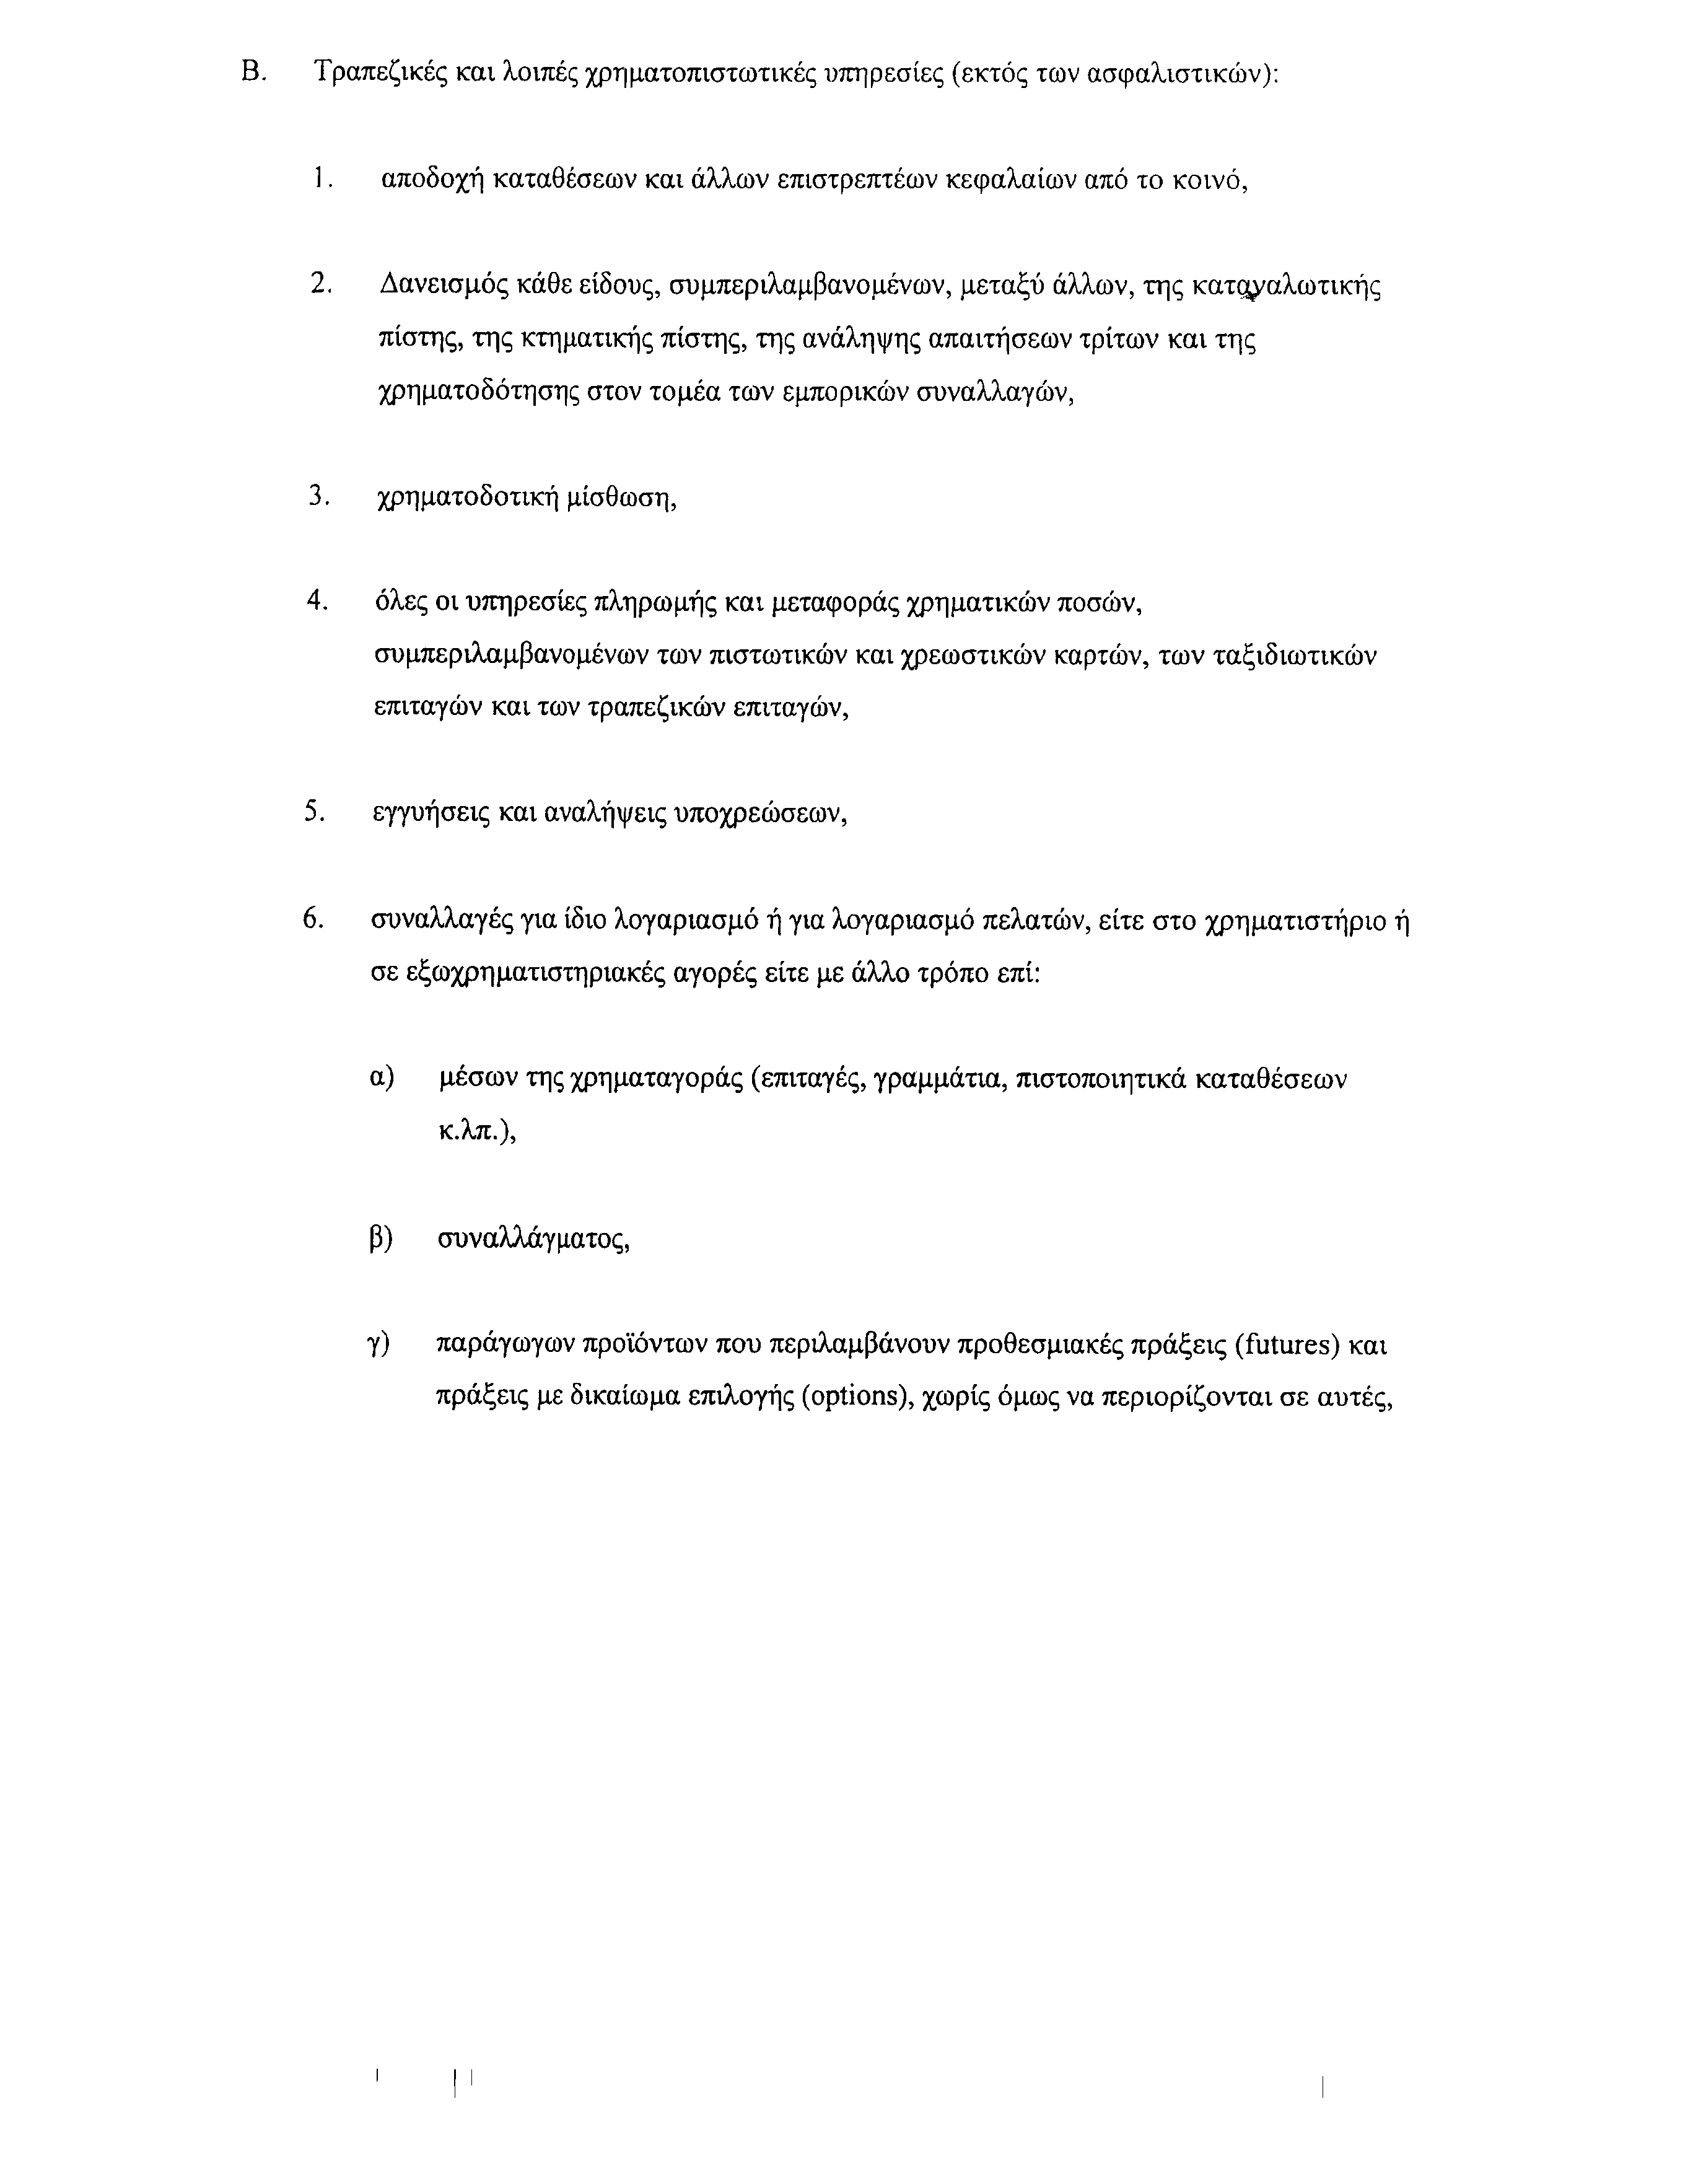 Β. Τραπεζικές και λοιπές χρηματοπιστωτικές υπηρεσίες (εκτός των ασφαλιστικών):
1. αποδοχή καταθέσεων και άλλων επιστρεπτέων κεφαλαίων από το κοινό,
2. Δανεισμός κάθε είδους, συμπεριλαμβανομένων, μεταξύ άλλων, της καταναλωτικής
πίστης, της κτηματικής πίστης, της ανάληψης απαιτήσεων τρίτων και της
χρηματοδότησης στον τομέα των εμπορικών συναλλαγών,
3. χρηματοδοτική μίσθωση,
4. όλες οι υπηρεσίες πληρωμής και μεταφοράς χρηματικών ποσών,
συμπεριλαμβανομένων των πιστωτικών και χρεωστικών καρτών, των ταξιδιωτικών
επιταγών και των τραπεζικών επιταγών,
5. εγγυήσεις και αναλήψεις υποχρεώσεων,
6. συναλλαγές για ίδιο λογαριασμό ή για λογαριασμό πελατών, είτε στο χρηματιστήριο ή
σε εξωχρηματιστηριακές αγορές είτε με άλλο τρόπο επί:
α) μέσων της χρηματαγοράς (επιταγές, γραμμάτια, πιστοποιητικά καταθέσεων
κ.λπ.),
β) συναλλάγματος,
γ) παράγωγων προϊόντων που περιλαμβάνουν προθεσμιακές πράξεις (futures) και
πράξεις με δικαίωμα επιλογής (options), χωρίς όμως να περιορίζονται σε αυτές,